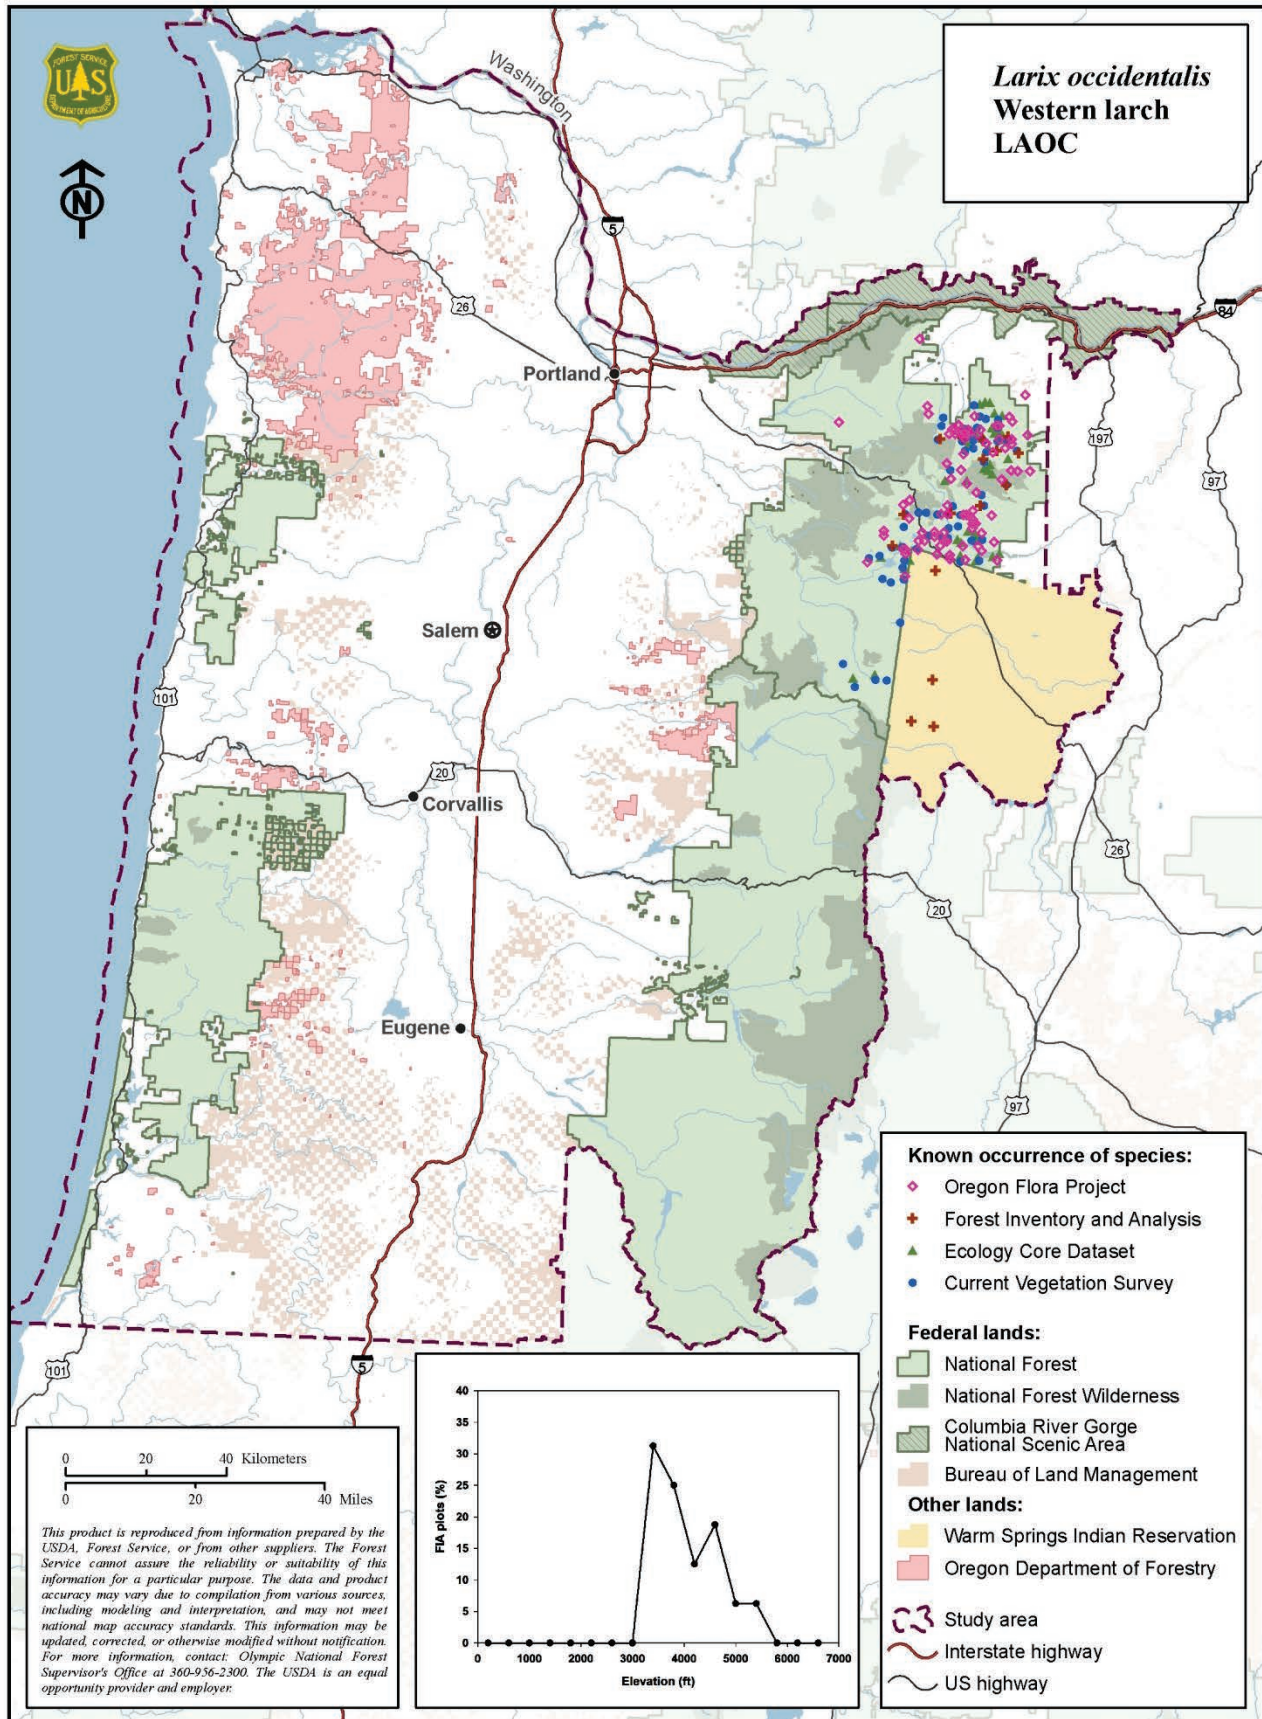 FOREST SERVICE
U S
DEPARTMENT OF AGRICULTURE
N
Larix occidentalis
Western larch
LAOC
Washington
5
26
84
Portland
197
97
Salem
101
20
Corvallis
26
20
Eugene
97
101
5
Known occurrence of species:
Oregon Flora Project
Forest Inventory and Analysis
Ecology Core Dataset
Current Vegetation Survey
Federal lands:
National Forest
National Forest Wilderness
Columbia River Gorge
National Scenic Area
Bureau of Land Management
Other lands:
Warm Springs Indian Reservation
Oregon Department of Forestry
Study area
Interstate highway
US highway
0 20 40 Kilometers
0 20 40 Miles
This product is reproduced from information prepared by the
USDA, Forest Service, or from other suppliers. The Forest
Service cannot assure the reliability or suitability of this
information for a particular purpose. The data and product
accuracy may vary due to compilation from various sources,
including modeling and interpretation, and may not meet
national map accuracy standards. This information may be
updated, corrected, or otherwise modified without notification.
For more information, contact: Olympic National Forest
Supervisor's Office at 360-956-2300. The USDA is an equal
opportunity provider and employer.
40
35
30
25
20
15
10
5
0
FIA plots (%)
0 1000 2000 3000 4000 5000 6000 7000
Elevation (ft)